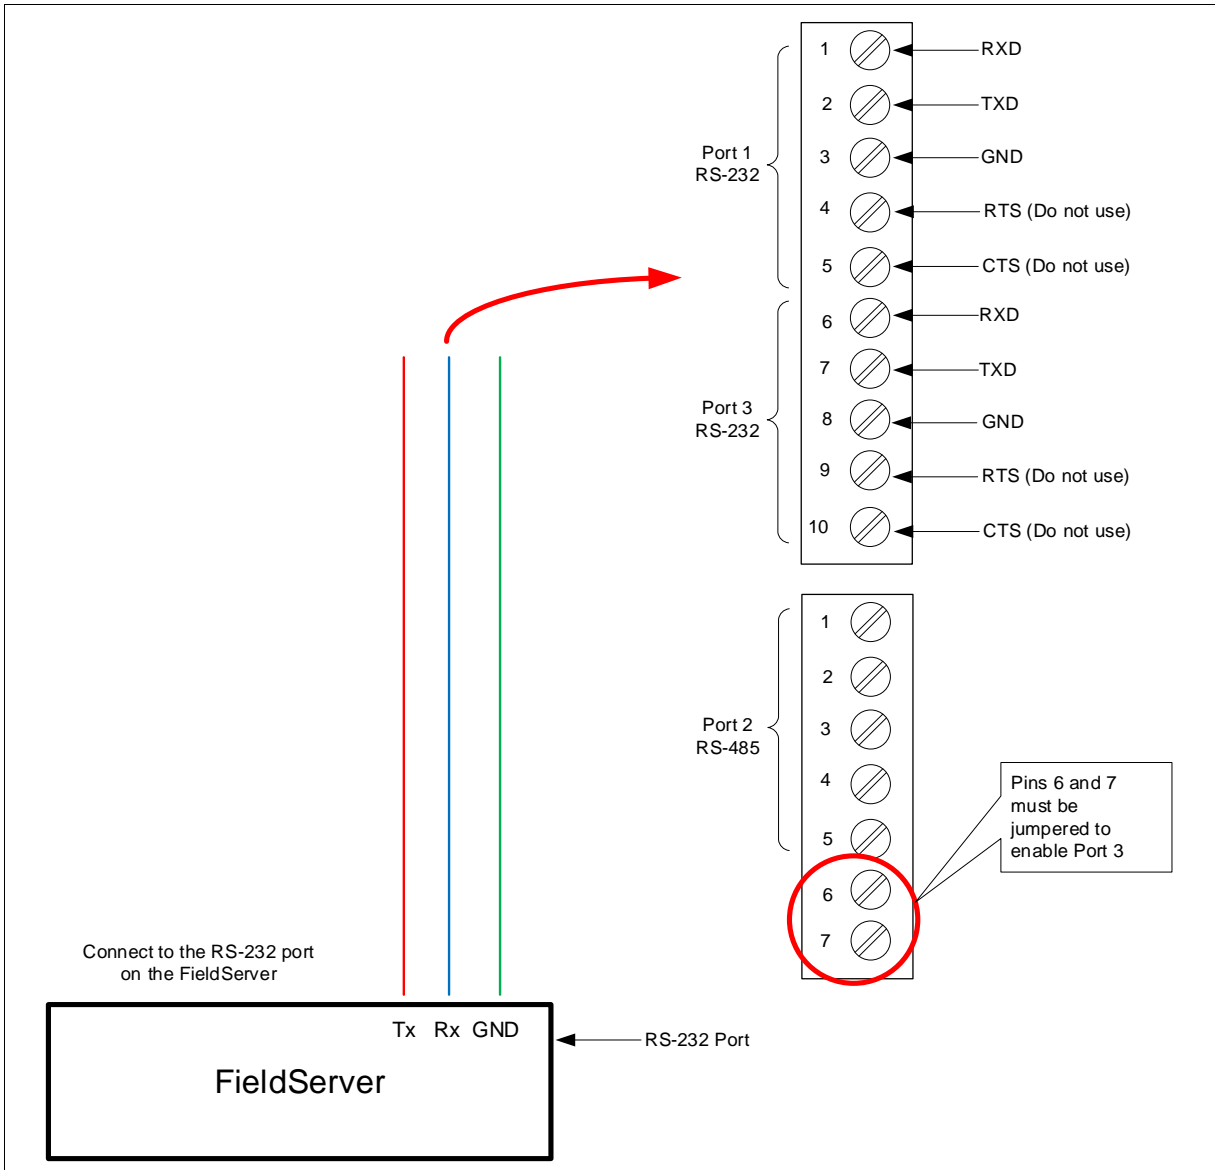 1
RXD
2
TXD
Port 1
RS-232
3
GND
4
RTS (Do not use)
5
CTS (Do not use)
6
RXD
7
TXD
Port 3
RS-232
8
GND
9
RTS (Do not use)
10
CTS (Do not use)
1
2
Port 2
RS-485
3
4
5
6
7
Pins 6 and 7
must be
jumpered to
enable Port 3
Connect to the RS-232 port
on the FieldServer
Tx Rx GND
RS-232 Port
FieldServer